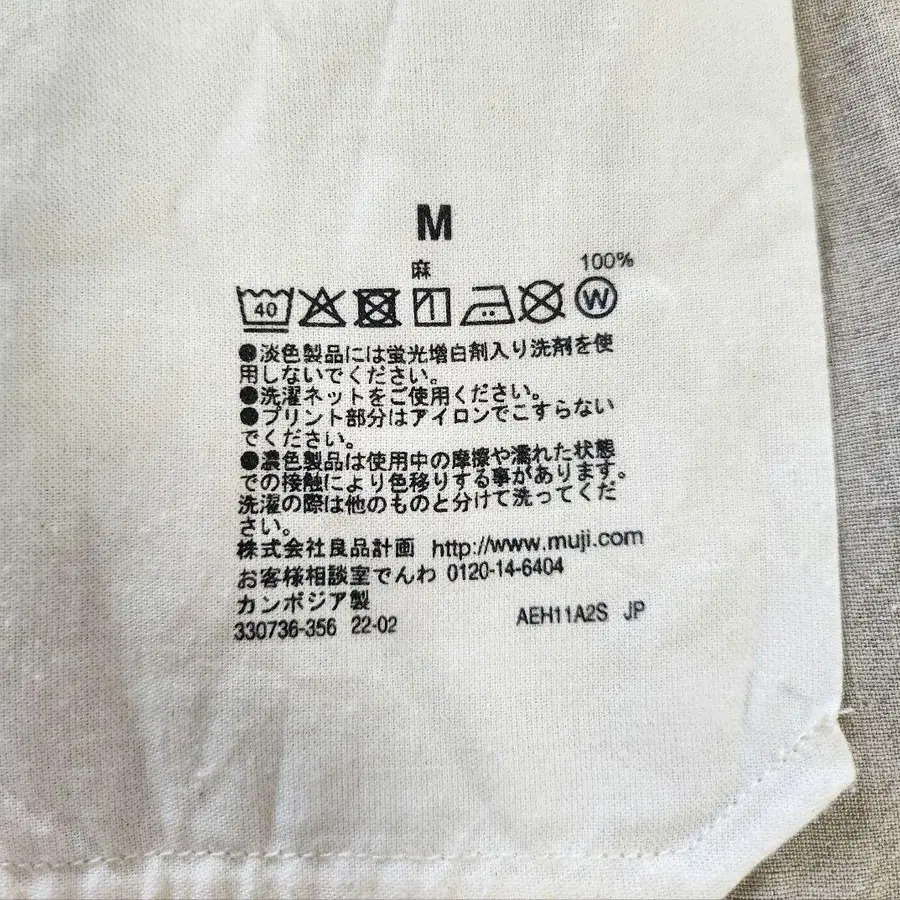 M
麻 100%
40
W
●淡色製品には蛍光増白剤入り洗剤を使
用しないでください。
●洗濯ネットをご使用ください。
●プリント部分はアイロンでこすらない
でください。
●濃色製品は使用中の摩擦や濡れた状態
での接触により色移りする事があります。
洗濯の際は他のものと分けて洗ってくだ
さい。
株式会社良品計画 http://www.muji.com
お客様相談室でんわ 0120-14-6404
カンボジア製
330736-356 22-02 AEH11A2S JP